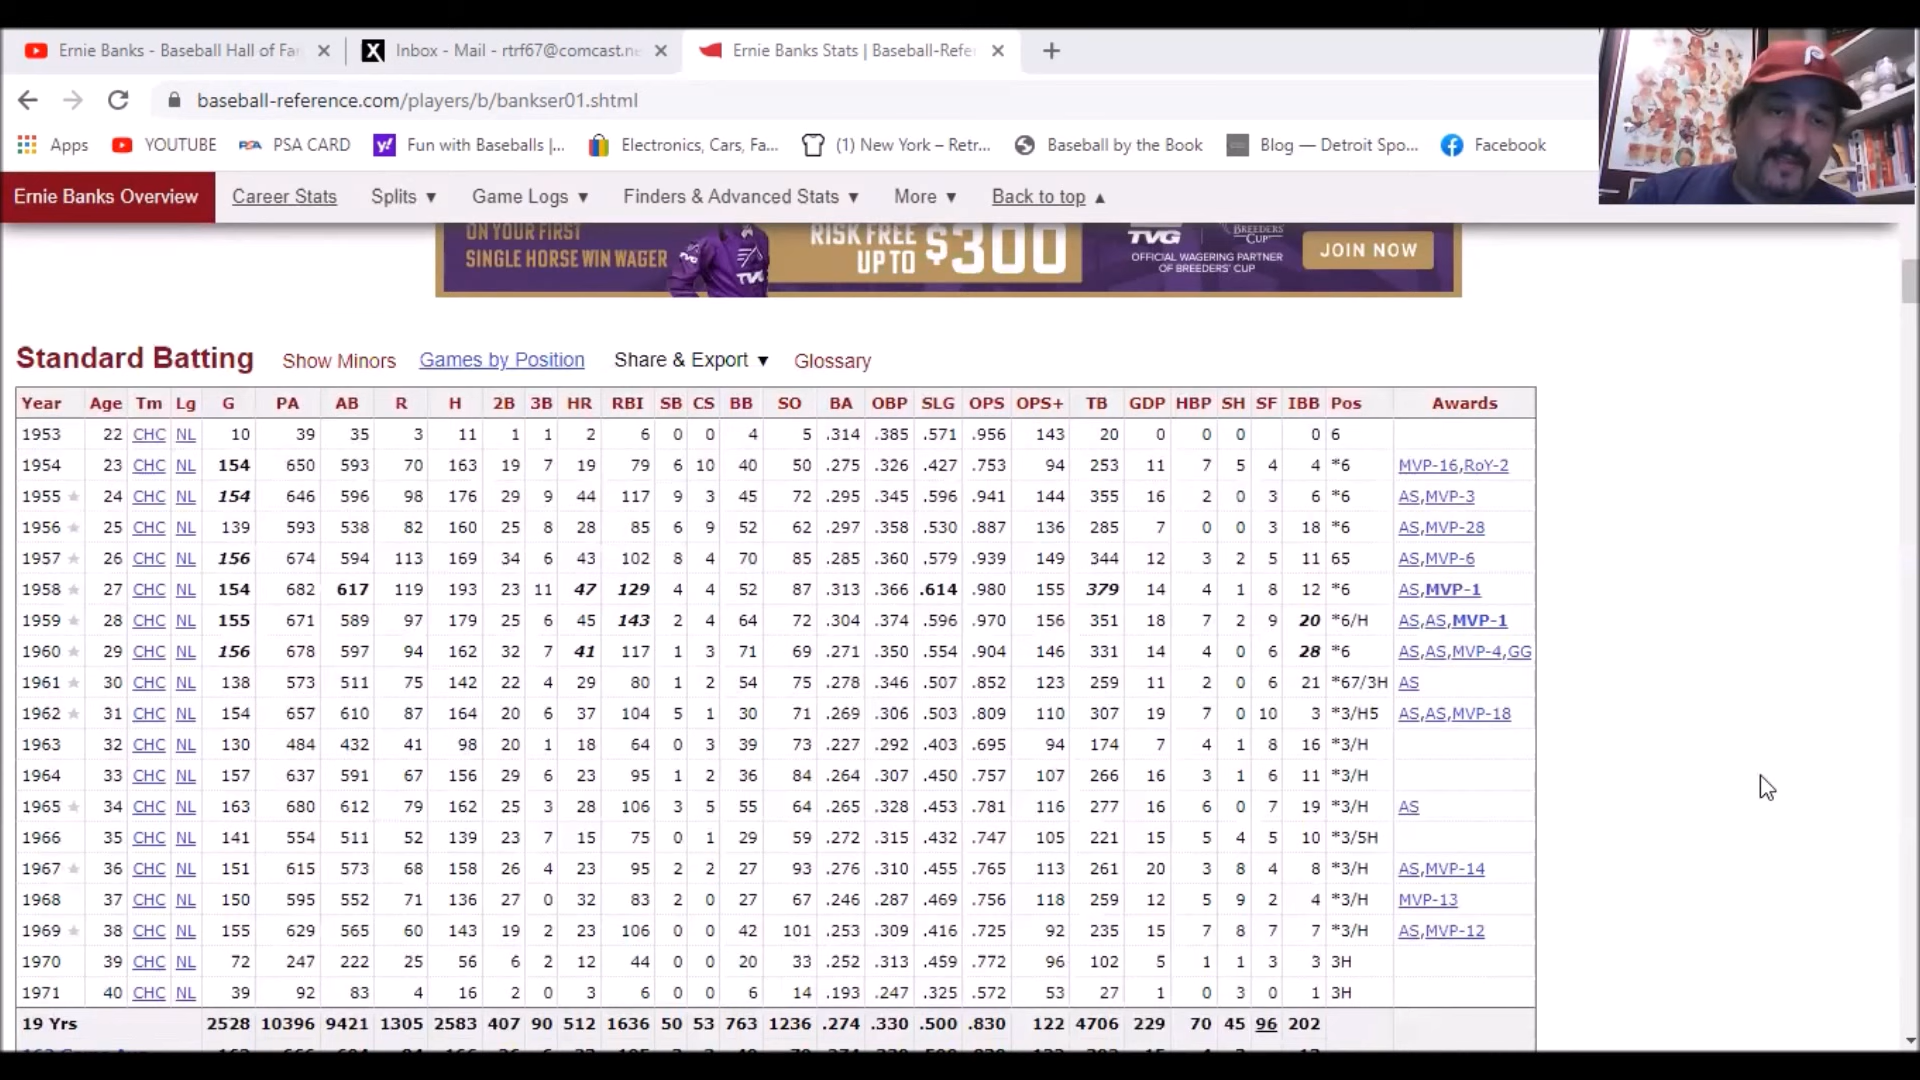 Ernie Banks - Baseball Hall of Fa
Inbox - Mail - rtrf67@comcast.ne
Ernie Banks Stats | Baseball-Refe
baseball-reference.com/players/b/bankser01.shtml
Apps YOUTUBE PSA CARD Fun with Baseballs |... Electronics, Cars, Fa... (1) New York – Retr... Baseball by the Book Blog — Detroit Spo... Facebook
Ernie Banks Overview Career Stats Splits ▼ Game Logs ▼ Finders & Advanced Stats ▼ More ▼ Back to top ▲
ON YOUR FIRST
SINGLE HORSE WIN WAGER
RISK FREE
UP TO $300
TVG
BREEDERS' CUP
OFFICIAL WAGERING PARTNER
OF BREEDERS' CUP
JOIN NOW
Standard Batting Show Minors Games by Position Share & Export ▼ Glossary
Year Age Tm Lg G PA AB R H 2B 3B HR RBI SB CS BB SO BA OBP SLG OPS OPS+ TB GDP HBP SH SF IBB Pos Awards
1953 22 CHC NL 10 39 35 3 11 1 1 2 6 0 0 4 5 .314 .385 .571 .956 143 20 0 0 0 0 6
1954 23 CHC NL 154 650 593 70 163 19 7 19 79 6 10 40 50 .275 .326 .427 .753 94 253 11 7 5 4 4 *6 MVP-16,RoY-2
1955 ★ 24 CHC NL 154 646 596 98 176 29 9 44 117 9 3 45 72 .295 .345 .596 .941 144 355 16 2 0 3 6 *6 AS,MVP-3
1956 ★ 25 CHC NL 139 593 538 82 160 25 8 28 85 6 9 52 62 .297 .358 .530 .887 136 285 7 0 0 3 18 *6 AS,MVP-28
1957 ★ 26 CHC NL 156 674 594 113 169 34 6 43 102 8 4 70 85 .285 .360 .579 .939 149 344 12 3 2 5 11 65 AS,MVP-6
1958 ★ 27 CHC NL 154 682 617 119 193 23 11 47 129 4 4 52 87 .313 .366 .614 .980 155 379 14 4 1 8 12 *6 AS,MVP-1
1959 ★ 28 CHC NL 155 671 589 97 179 25 6 45 143 2 4 64 72 .304 .374 .596 .970 156 351 18 7 2 9 20 *6/H AS,AS,MVP-1
1960 ★ 29 CHC NL 156 678 597 94 162 32 7 41 117 1 3 71 69 .271 .350 .554 .904 146 331 14 4 0 6 28 *6 AS,AS,MVP-4,GG
1961 ★ 30 CHC NL 138 573 511 75 142 22 4 29 80 1 2 54 75 .278 .346 .507 .852 123 259 11 2 0 6 21 *67/3H AS
1962 ★ 31 CHC NL 154 657 610 87 164 20 6 37 104 5 1 30 71 .269 .306 .503 .809 110 307 19 7 0 10 3 *3/H5 AS,AS,MVP-18
1963 32 CHC NL 130 484 432 41 98 20 1 18 64 0 3 39 73 .227 .292 .403 .695 94 174 7 4 1 8 16 *3/H
1964 33 CHC NL 157 637 591 67 156 29 6 23 95 1 2 36 84 .264 .307 .450 .757 107 266 16 3 1 6 11 *3/H
1965 ★ 34 CHC NL 163 680 612 79 162 25 3 28 106 3 5 55 64 .265 .328 .453 .781 116 277 16 6 0 7 19 *3/H AS
1966 35 CHC NL 141 554 511 52 139 23 7 15 75 0 1 29 59 .272 .315 .432 .747 105 221 15 5 4 5 10 *3/5H
1967 ★ 36 CHC NL 151 615 573 68 158 26 4 23 95 2 2 27 93 .276 .310 .455 .765 113 261 20 3 8 4 8 *3/H AS,MVP-14
1968 37 CHC NL 150 595 552 71 136 27 0 32 83 2 0 27 67 .246 .287 .469 .756 118 259 12 5 9 2 4 *3/H MVP-13
1969 ★ 38 CHC NL 155 629 565 60 143 19 2 23 106 0 0 42 101 .253 .309 .416 .725 92 235 15 7 8 7 7 *3/H AS,MVP-12
1970 39 CHC NL 72 247 222 25 56 6 2 12 44 0 0 20 33 .252 .313 .459 .772 96 102 5 1 1 3 3 3H
1971 40 CHC NL 39 92 83 4 16 2 0 3 6 0 0 6 14 .193 .247 .325 .572 53 27 1 0 3 0 1 3H
19 Yrs 2528 10396 9421 1305 2583 407 90 512 1636 50 53 763 1236 .274 .330 .500 .830 122 4706 229 70 45 96 202